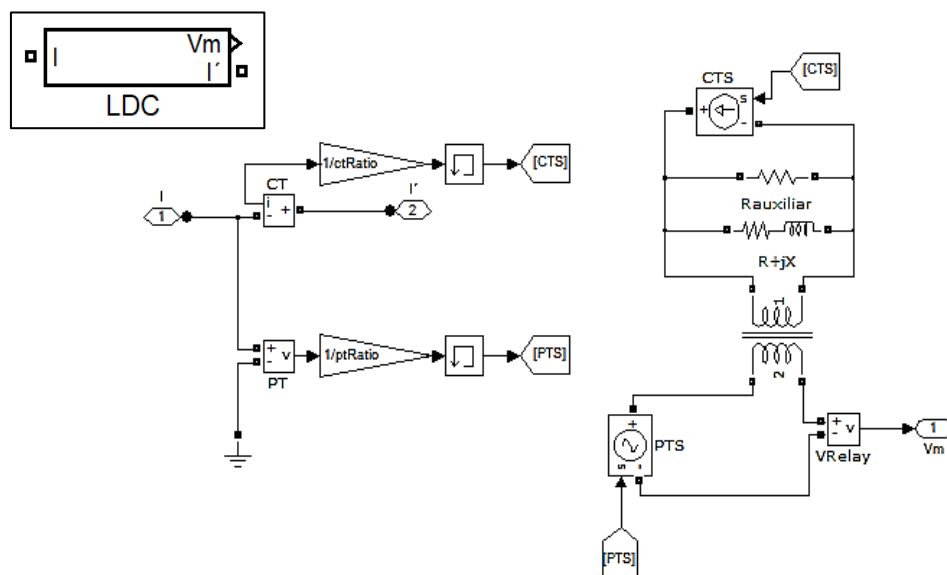 I
Vm
I´
LDC
I
1
CT
i
-
+
1/ctRatio
[CTS]
I´
2
+
-
v
PT
1/ptRatio
[PTS]
CTS
+
s
-
[CTS]
Rauxiliar
R+jX
1
2
+
s
-
PTS
[PTS]
+
-
v
VRelay
1
Vm